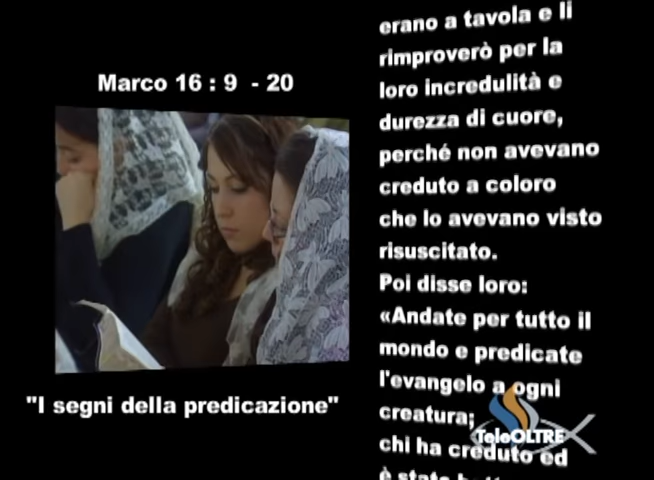 Marco 16 : 9 - 20
"I segni della predicazione"
erano a tavola e li
rimproverò per la
loro incredulità e
durezza di cuore,
perché non avevano
creduto a coloro
che lo avevano visto
risuscitato.
Poi disse loro:
«Andate per tutto il
mondo e predicate
l'evangelo a ogni
creatura;
chi ha creduto ed
è stato
TeleOLTRE